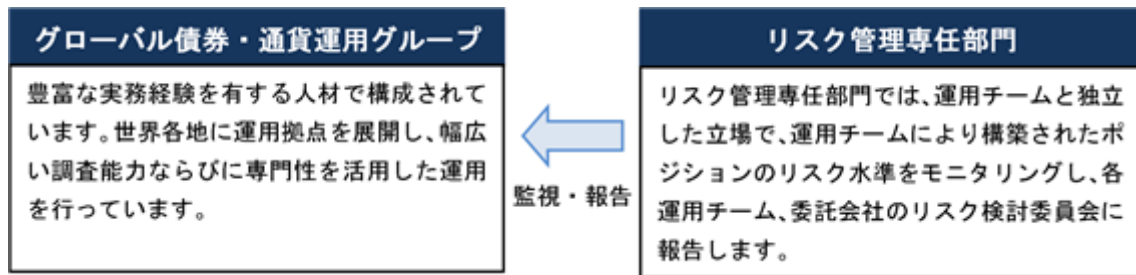 グローバル債券・通貨運用グループ
豊富な実務経験を有する人材で構成されて
います。世界各地に運用拠点を展開し、幅広
い調査能力ならびに専門性を活用した運用
を行っています。
監視・報告
リスク管理専任部門
リスク管理専任部門では、運用チームと独立
した立場で、運用チームにより構築されたポ
ジションのリスク水準をモニタリングし、各
運用チーム、委託会社のリスク検討委員会に
報告します。